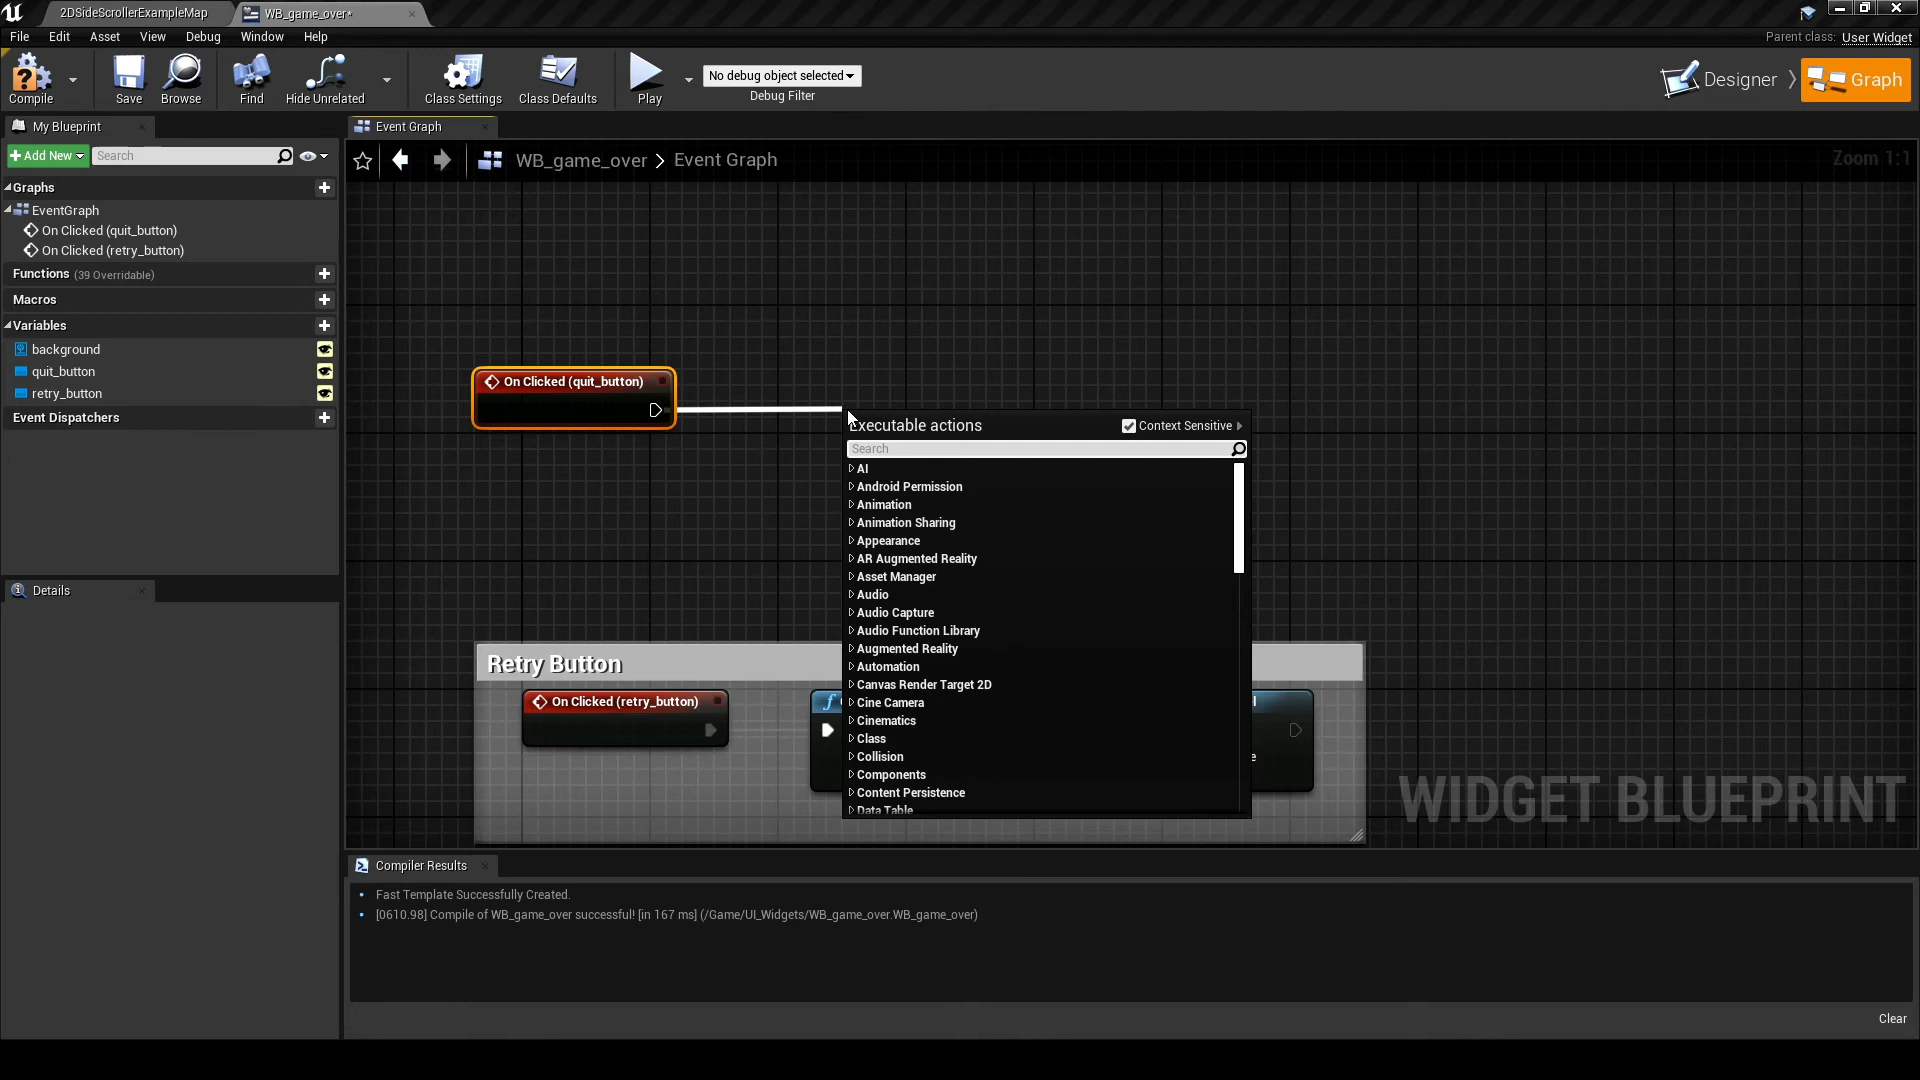 2DSideScrollerExampleMap
WB_game_over*
File Edit Asset View Debug Window Help
Parent class: User Widget
Compile
Save
Browse
Find
Hide Unrelated
Class Settings
Class Defaults
Play
No debug object selected
Debug Filter
Designer
Graph
My Blueprint
Add New
Search
Graphs
EventGraph
On Clicked (quit_button)
On Clicked (retry_button)
Functions (39 Overridable)
Macros
Variables
background
quit_button
retry_button
Event Dispatchers
Details
Event Graph
WB_game_over > Event Graph
Zoom 1:1
On Clicked (quit_button)
Executable actions
Context Sensitive
Search
AI
Android Permission
Animation
Animation Sharing
Appearance
AR Augmented Reality
Asset Manager
Audio
Audio Capture
Audio Function Library
Augmented Reality
Automation
Canvas Render Target 2D
Cine Camera
Cinematics
Class
Collision
Components
Content Persistence
Data Table
Retry Button
On Clicked (retry_button)
f
WIDGET BLUEPRINT
Compiler Results
Fast Template Successfully Created.
[0610.98] Compile of WB_game_over successful! [in 167 ms] (/Game/UI_Widgets/WB_game_over.WB_game_over)
Clear